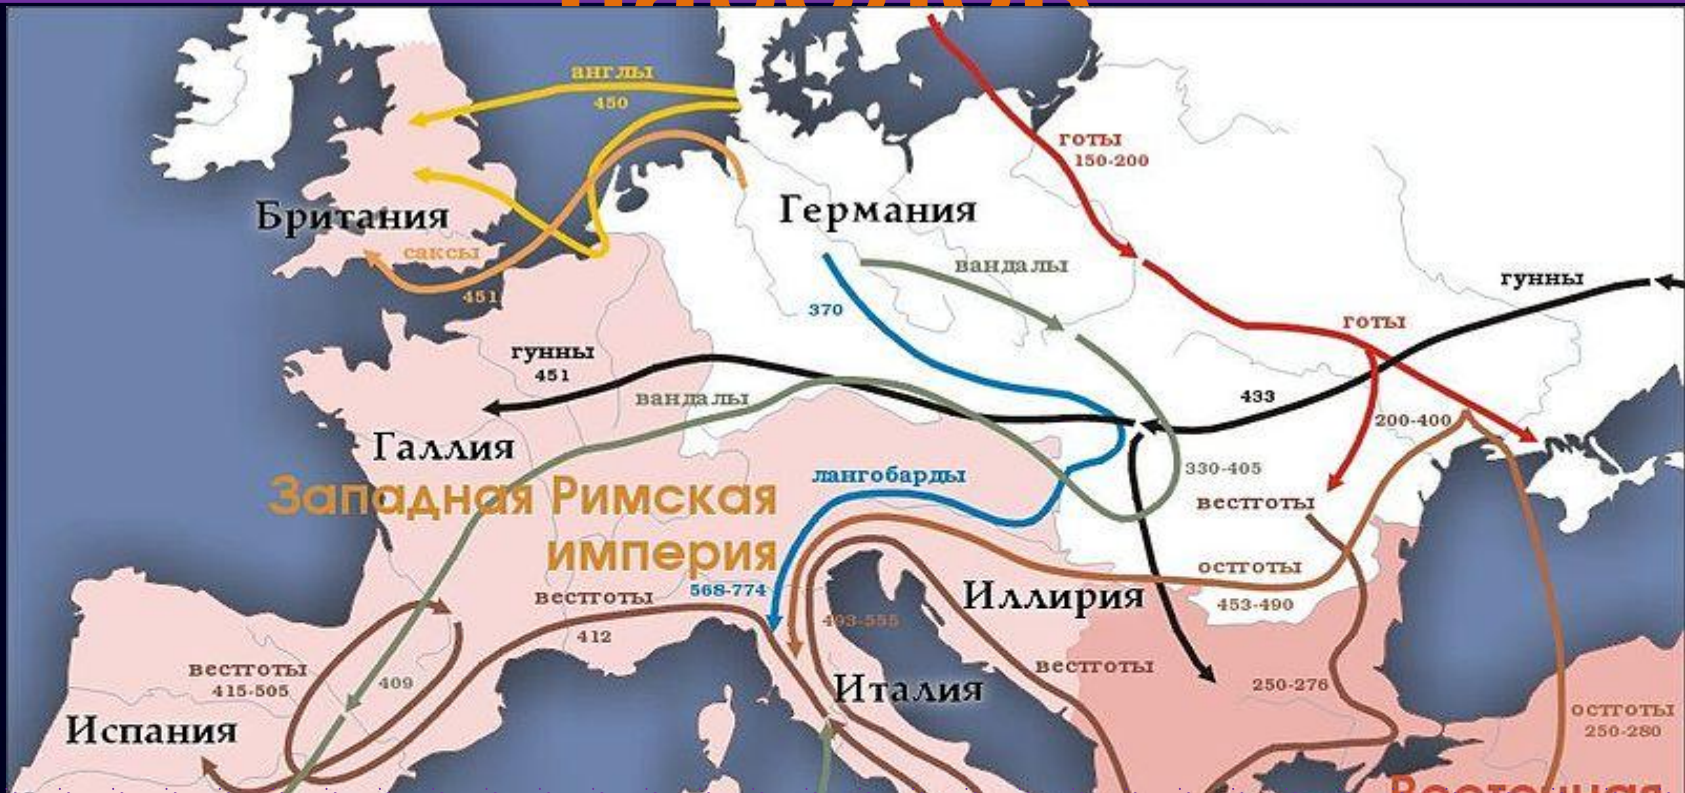 англы
450
готы
150-200
Британия
Германия
саксы
451
вандалы
гунны
370
готы
гунны
451
вандалы
433
200-400
Галлия
330-405
лангобарды
Западная Римская
империя
вестготы
остготы
453-490
568-774
Иллирия
вестготы
412
493-555
вестготы
415-505
409
вестготы
Италия
250-276
остготы
250-280
Испания
Восточная